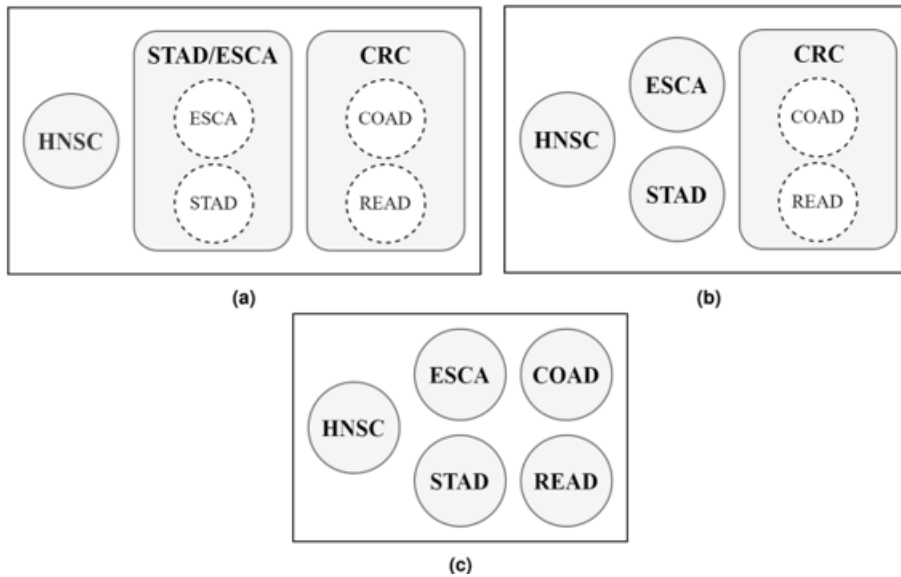 STAD/ESCA
CRC
ESCA
COAD
HNSC
STAD
READ
(a)
CRC
ESCA
COAD
HNSC
STAD
READ
(b)
ESCA
COAD
HNSC
STAD
READ
(c)